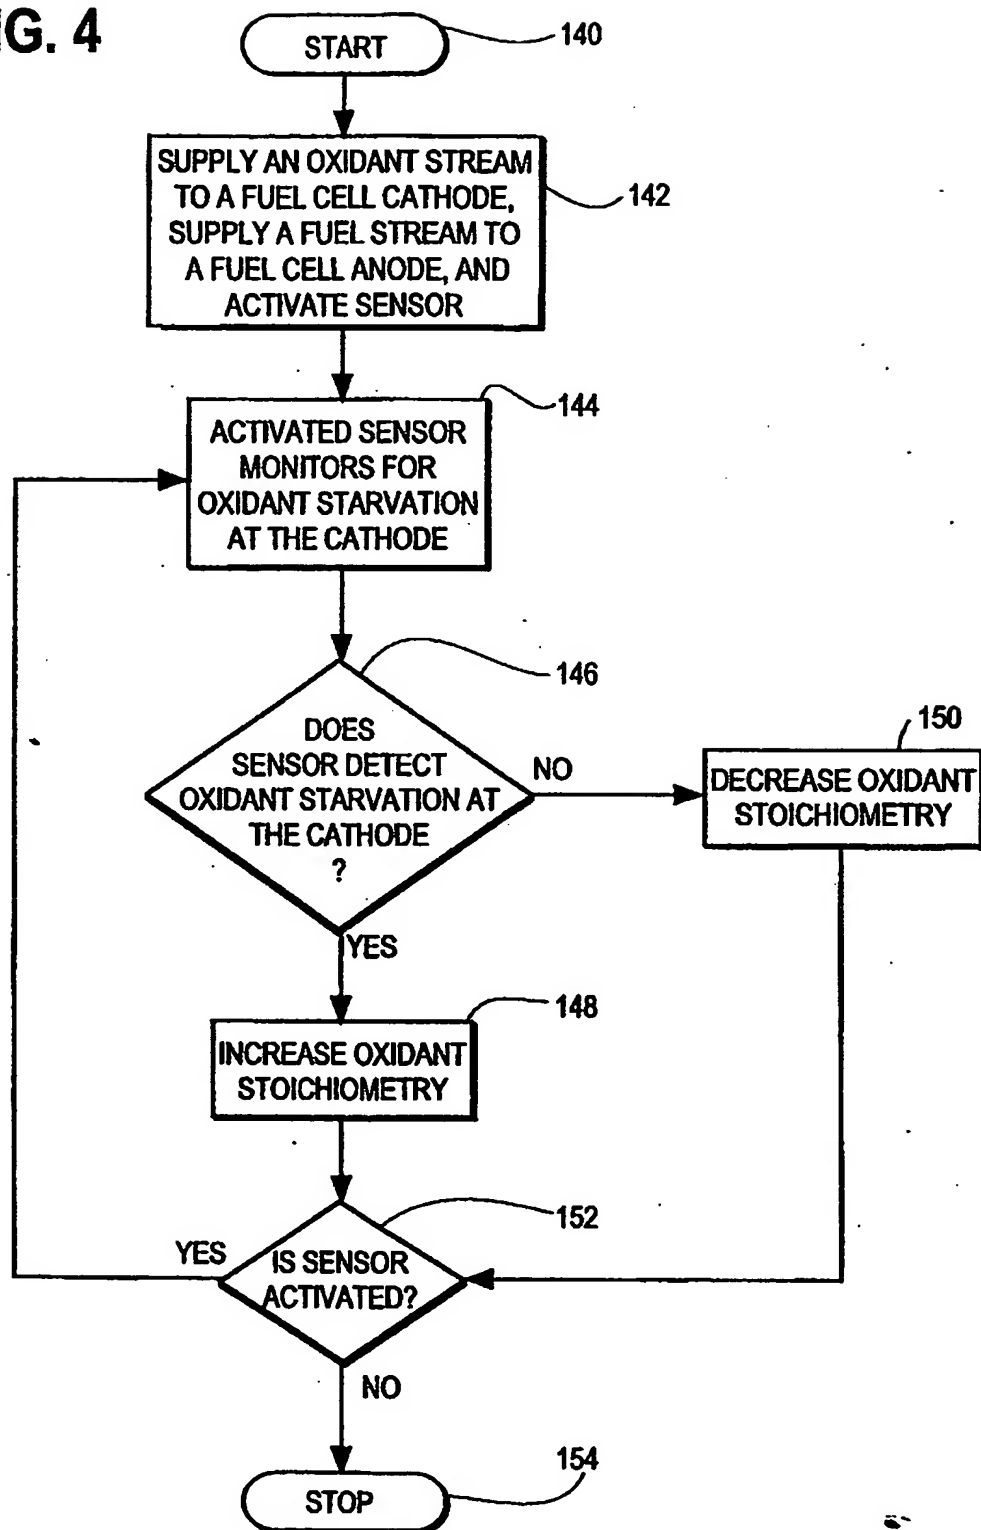 IG. 4
START
140
SUPPLY AN OXIDANT STREAM
TO A FUEL CELL CATHODE,
SUPPLY A FUEL STREAM TO
A FUEL CELL ANODE, AND
ACTIVATE SENSOR
142
ACTIVATED SENSOR
MONITORS FOR
OXIDANT STARVATION
AT THE CATHODE
144
146
DOES
SENSOR DETECT
OXIDANT STARVATION AT
THE CATHODE
?
NO
150
DECREASE OXIDANT
STOICHIOMETRY
YES
148
INCREASE OXIDANT
STOICHIOMETRY
152
YES
IS SENSOR
ACTIVATED?
NO
154
STOP